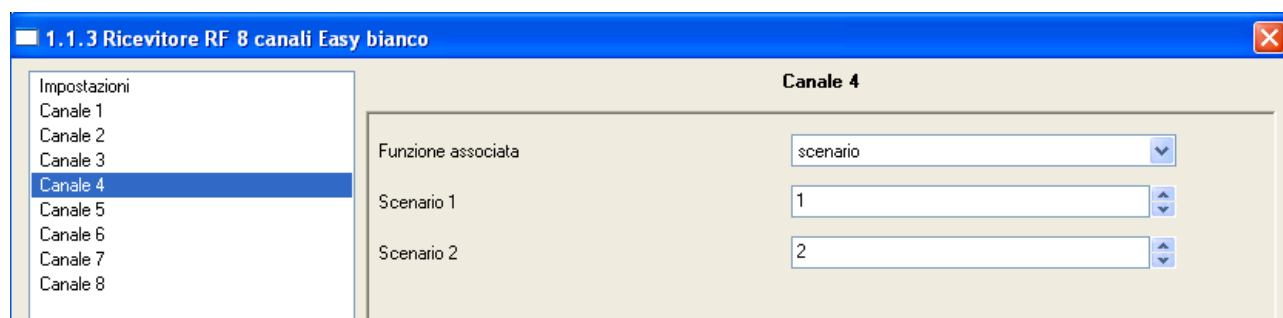 1.1.3 Ricevitore RF 8 canali Easy bianco
Impostazioni
Canale 1
Canale 2
Canale 3
Canale 4
Canale 5
Canale 6
Canale 7
Canale 8
Canale 4
Funzione associata scenario
Scenario 1 1
Scenario 2 2